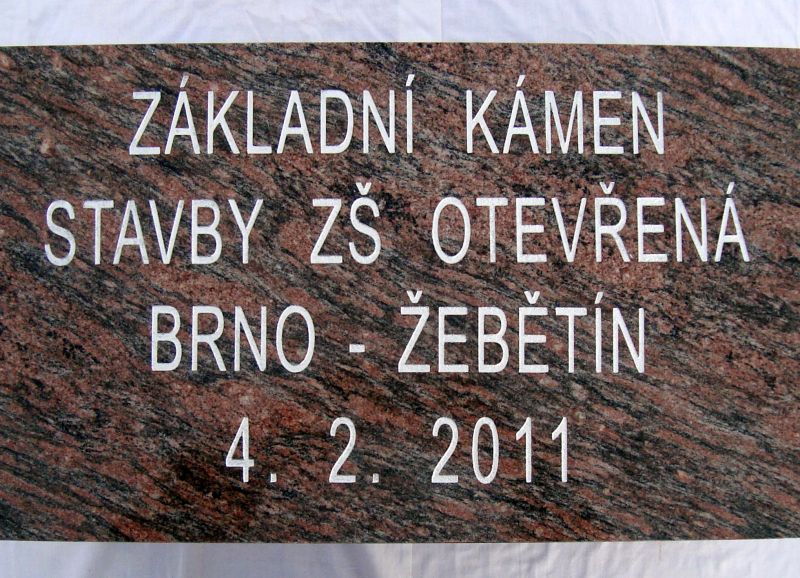 ZÁKLADNÍ KÁMEN
STAVBY ZŠ OTEVŘENÁ
BRNO - ŽEBĚTÍN
4. 2. 2011